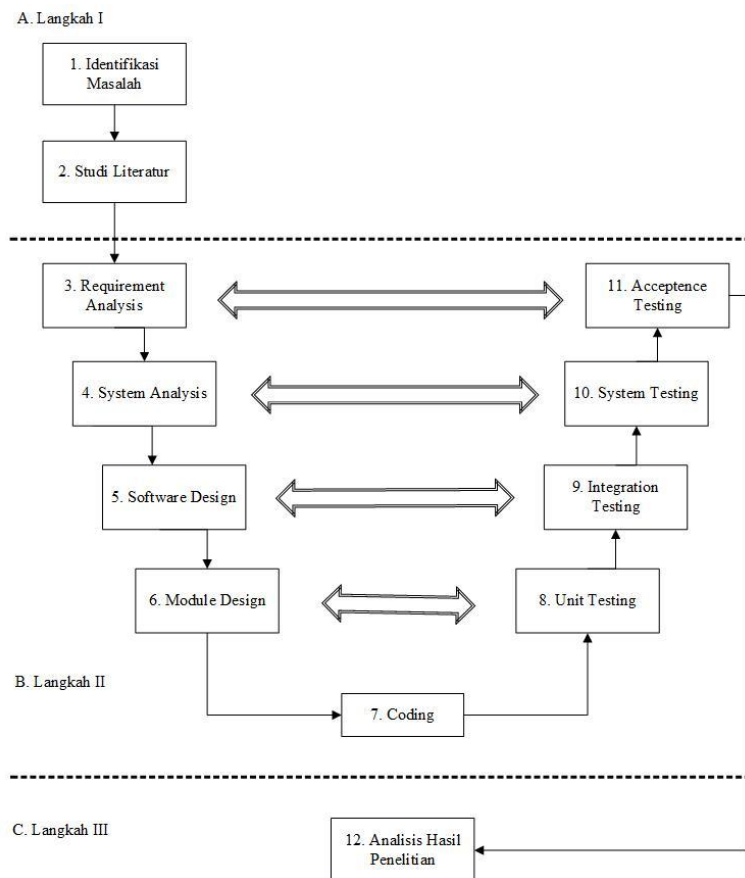 A. Langkah I
1. Identifikasi
Masalah
2. Studi Literatur
3. Requirement
Analysis
11. Acceptence
Testing
4. System Analysis
10. System Testing
5. Software Design
9. Integration
Testing
6. Module Design
8. Unit Testing
B. Langkah II
7. Coding
C. Langkah III
12. Analisis Hasil
Penelitian